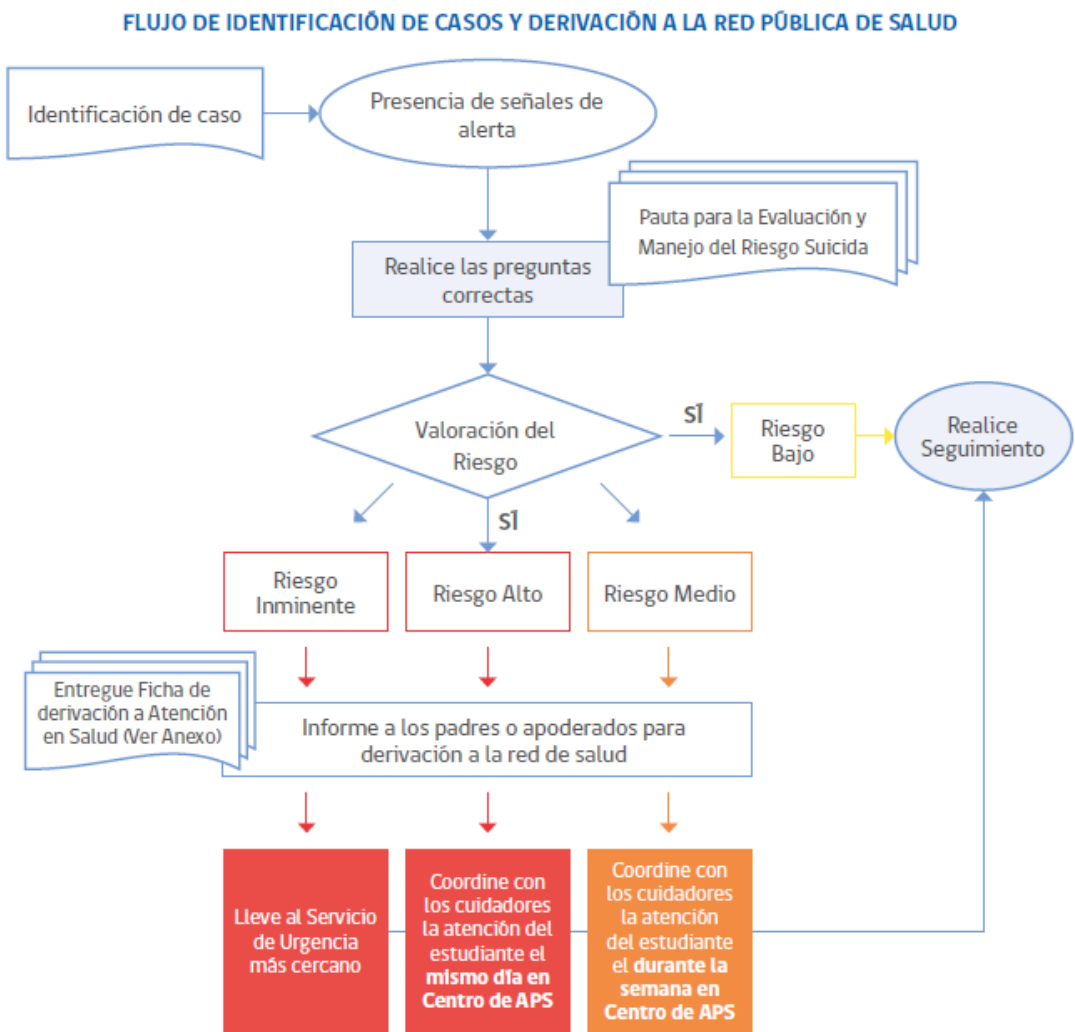 FLUJO DE IDENTIFICACIÓN DE CASOS Y DERIVACIÓN A LA RED PÚBLICA DE SALUD
Identificación de caso
Presencia de señales de
alerta
Pauta para la Evaluación y
Manejo del Riesgo Suicida
Realice las preguntas
correctas
Valoración del
Riesgo
SÍ
Riesgo
Bajo
Realice
Seguimiento
SÍ
Riesgo
Inminente
Riesgo Alto
Riesgo Medio
Entregue Ficha de
derivación a Atención
en Salud (Ver Anexo)
Informe a los padres o apoderados para
derivación a la red de salud
Lleve al Servicio
de Urgencia
más cercano
Coordine con
los cuidadores
la atención del
estudiante el
mismo día en
Centro de APS
Coordine con
los cuidadores
la atención
del estudiante
el durante la
semana en
Centro de APS